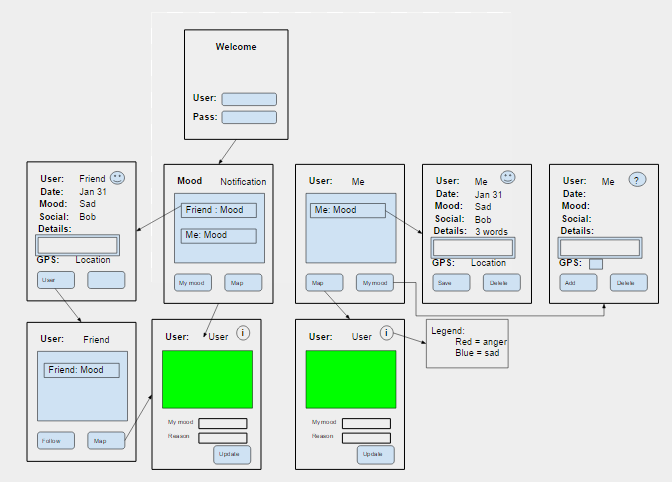 Welcome
User:
Pass:
User: Friend
Date: Jan 31
Mood: Sad
Social: Bob
Details:
GPS: Location
User
Mood Notification
Friend : Mood
Me: Mood
My mood Map
User: Me
Me: Mood
Map My mood
User: Me
Date: Jan 31
Mood: Sad
Social: Bob
Details: 3 words
GPS: Location
Save Delete
User: Me ?
Date:
Mood:
Social:
Details:
GPS:
Add Delete
User: Friend
Friend: Mood
Follow Map
User: User i
My mood
Reason
Update
User: User i
My mood
Reason
Update
Legend:
Red = anger
Blue = sad